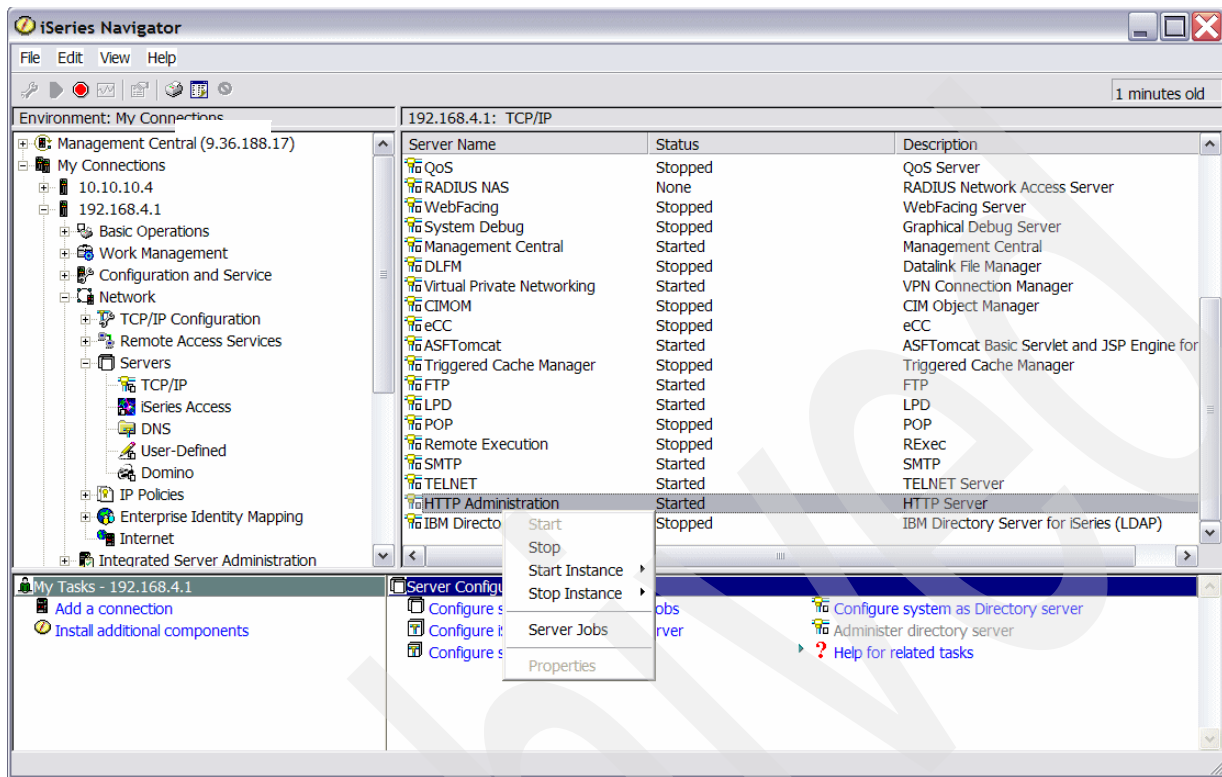 iSeries Navigator
File Edit View Help
1 minutes old
Environment: My Connections
192.168.4.1: TCP/IP
Management Central (9.36.188.17)
My Connections
10.10.10.4
192.168.4.1
Basic Operations
Work Management
Configuration and Service
Network
TCP/IP Configuration
Remote Access Services
Servers
TCP/IP
iSeries Access
DNS
User-Defined
Domino
IP Policies
Enterprise Identity Mapping
Internet
Integrated Server Administration
Server Name Status Description
QoS Stopped QoS Server
RADIUS NAS None RADIUS Network Access Server
WebFacing Stopped WebFacing Server
System Debug Stopped Graphical Debug Server
Management Central Started Management Central
DLFM Stopped Datalink File Manager
Virtual Private Networking Started VPN Connection Manager
CIMOM Stopped CIM Object Manager
eCC Stopped eCC
ASFTomcat Started ASFTomcat Basic Servlet and JSP Engine for
Triggered Cache Manager Stopped Triggered Cache Manager
FTP Started FTP
LPD Started LPD
POP Stopped POP
Remote Execution Stopped RExec
SMTP Started SMTP
TELNET Started TELNET Server
HTTP Administration Started HTTP Server
IBM Directo Stopped IBM Directory Server for iSeries (LDAP)
Start
Stop
Start Instance
Stop Instance
Server Jobs
Properties
My Tasks - 192.168.4.1
Add a connection
Install additional components
Server Configu
Configure s obs
Configure i rver
Configure s
Configure system as Directory server
Administer directory server
? Help for related tasks